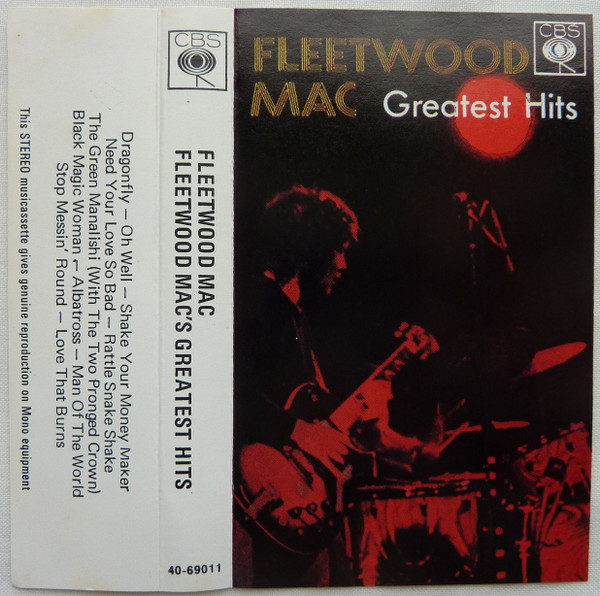 CBS
FLEETWOOD
MAC
Greatest Hits
CBS
FLEETWOOD MAC
FLEETWOOD MAC'S GREATEST HITS
40-69011
Dragonfly – Oh Well – Shake Your Money Maker
Need Your Love So Bad – Rattle Snake Shake
The Green Manalishi (With The Two Pronged Crown)
Black Magic Woman – Albatross – Man Of The World
Stop Messin' Round – Love That Burns
This STEREO musicassette gives genuine reproduction on Mono equipment